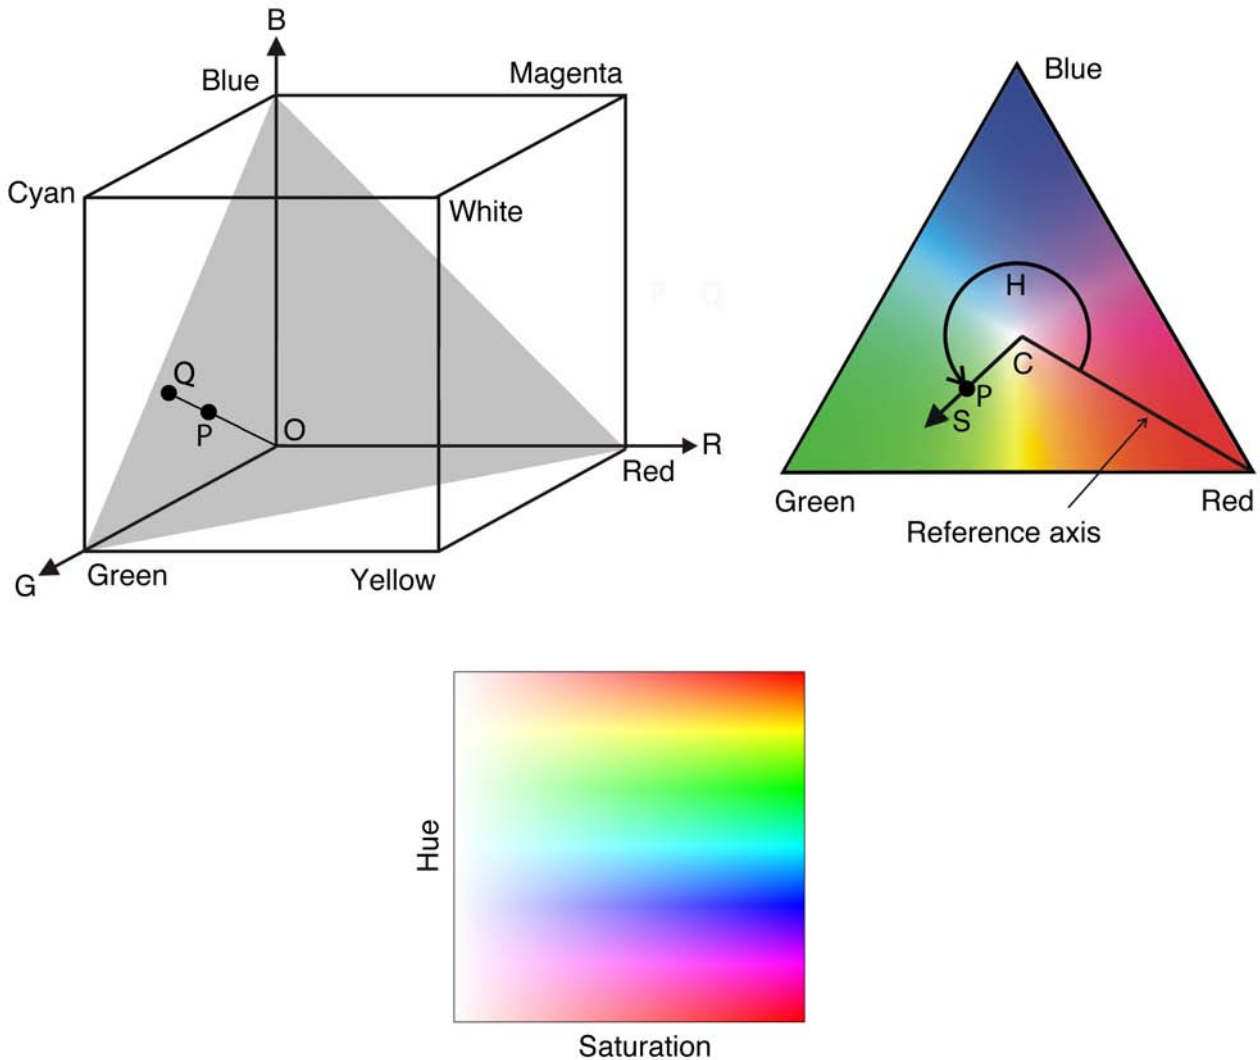 B
Blue
Magenta
Cyan
White
Q
P
O
R
Red
G
Green
Yellow
P Q
Blue
H
C
P
S
Green
Red
Reference axis
Hue
Saturation